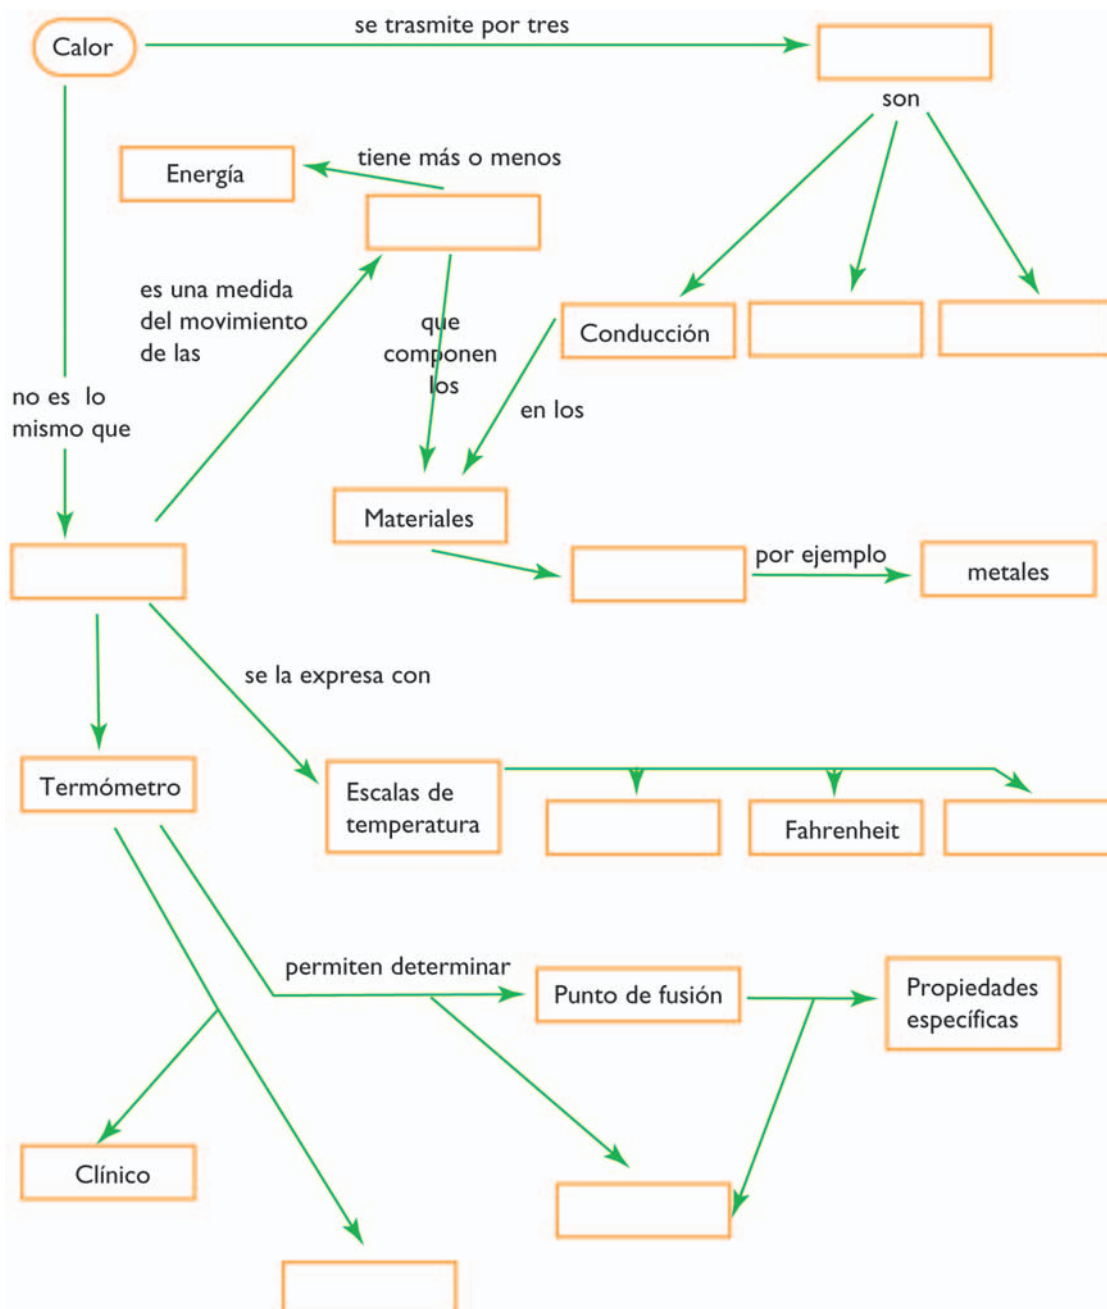 se trasmite por tres
Calor
son
tiene más o menos
Energía
es una medida
del movimiento
de las
que
componen
los
Conducción
en los
no es lo
mismo que
Materiales
por ejemplo
metales
se la expresa con
Termómetro
Escalas de
temperatura
Fahrenheit
permiten determinar
Punto de fusión
Propiedades
específicas
Clínico